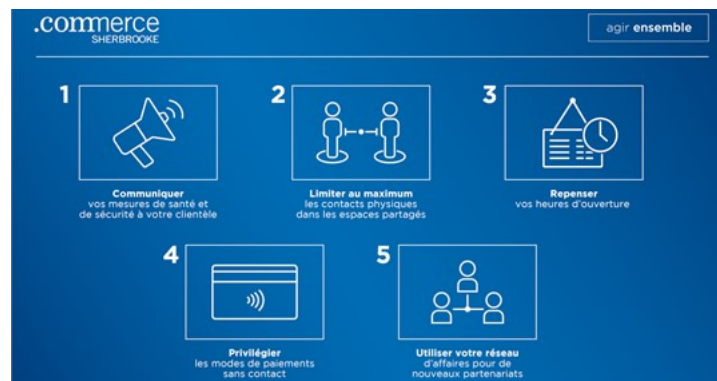 .commerce
SHERBROOKE
agir ensemble
1
Communiquer
vos mesures de santé et
de sécurité à votre clientèle
2
Limiter au maximum
les contacts physiques
dans les espaces partagés
3
Repenser
vos heures d'ouverture
4
Privilégier
les modes de paiements
sans contact
5
Utiliser votre réseau
d'affaires pour de
nouveaux partenariats